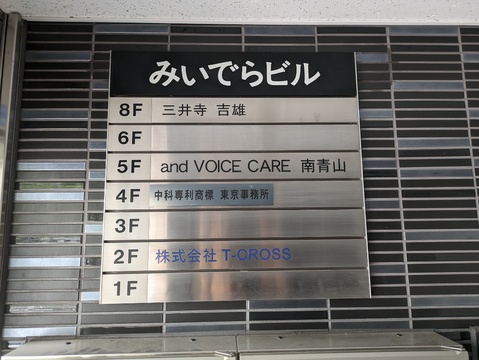 みいでらビル
8F 三井寺 吉雄
6F
5F and VOICE CARE 南青山
4F 中科専利商標 東京事務所
3F
2F 株式会社 T-CROSS
1F